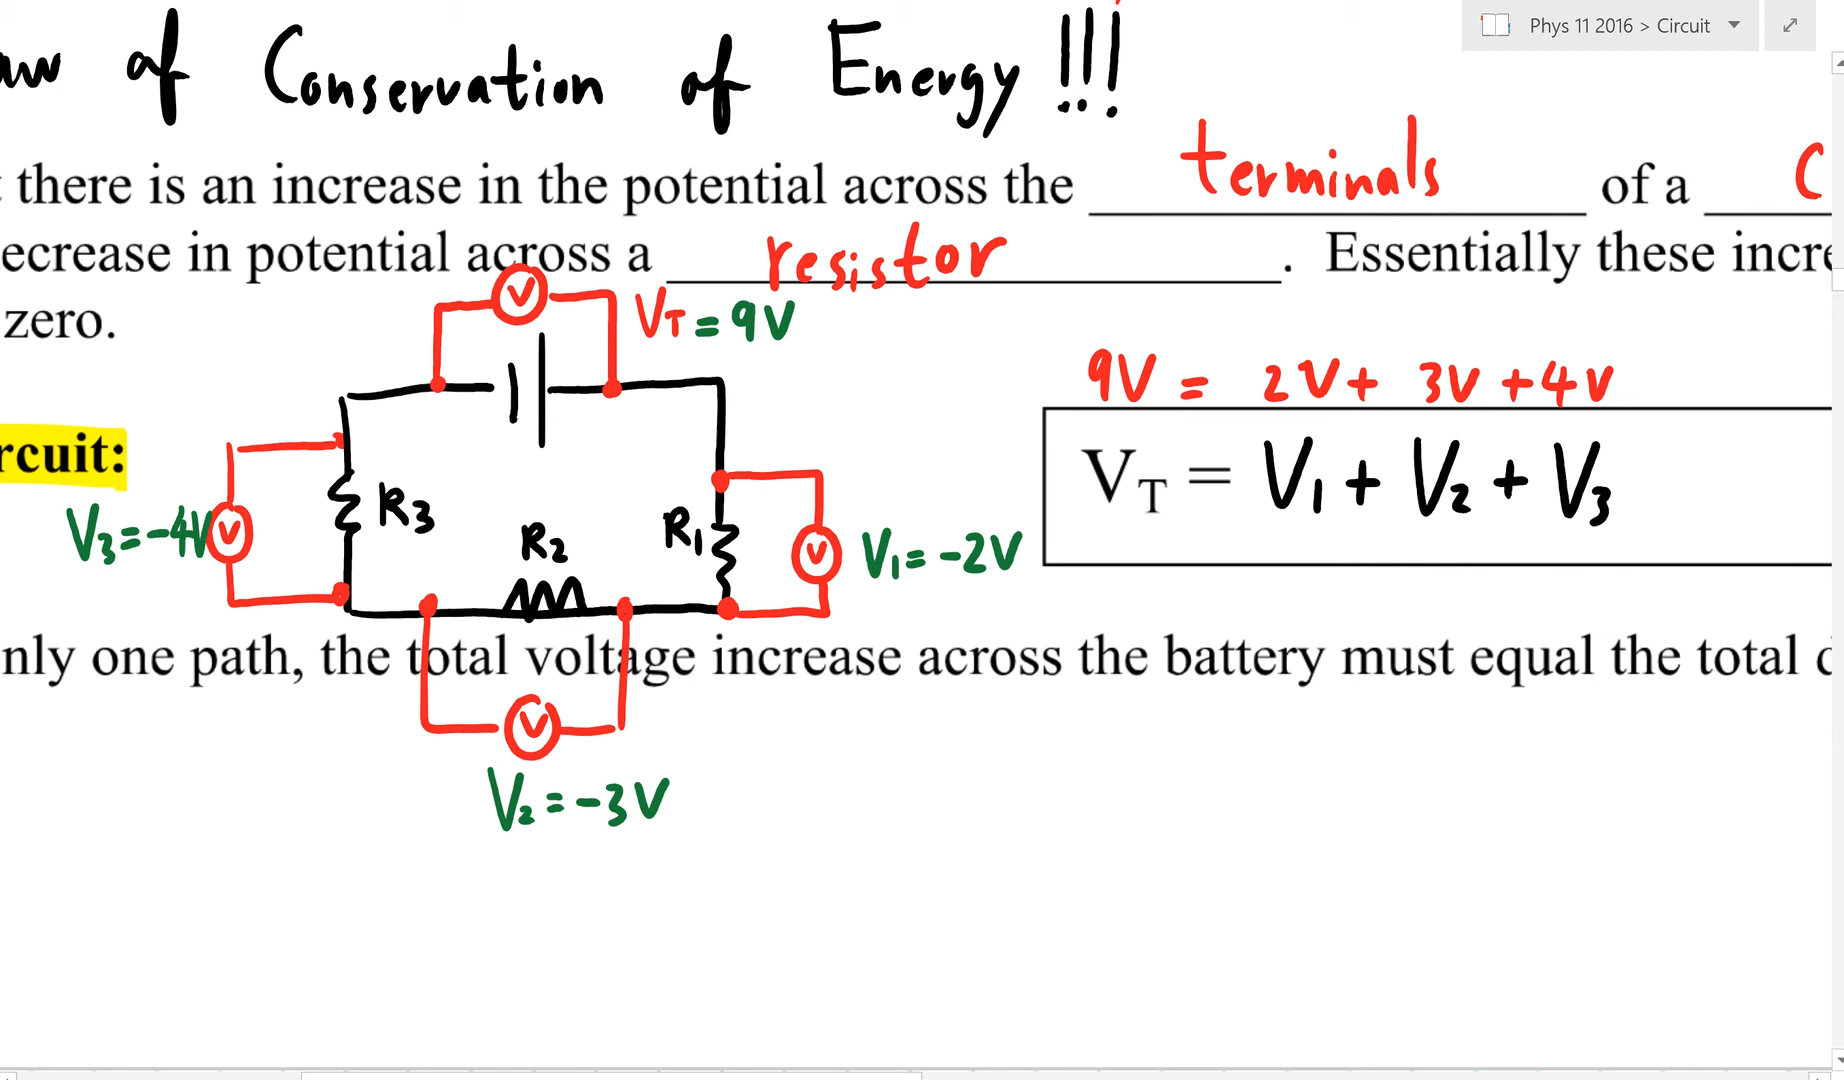 Phys 11 2016 > Circuit
of Conservation of Energy !!!
there is an increase in the potential across the terminals of a
ecrease in potential across a resistor. Essentially these incre
zero.
V
VT = 9V
9V = 2V + 3V + 4V
rcuit:
VT = V1 + V2 + V3
R3
R2
R1
V3 = -4V
V
V
V1 = -2V
nly one path, the total voltage increase across the battery must equal the total
V
V2 = -3V